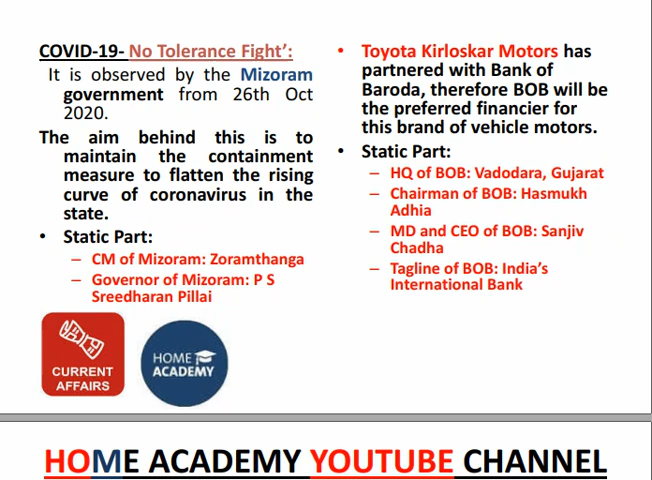 COVID-19- No Tolerance Fight’:
It is observed by the Mizoram
government from 26th Oct
2020.
The aim behind this is to
maintain the containment
measure to flatten the rising
curve of coronavirus in the
state.
• Static Part:
– CM of Mizoram: Zoramthanga
– Governor of Mizoram: P S
Sreedharan Pillai
CURRENT
AFFAIRS
HOME
ACADEMY
• Toyota Kirloskar Motors has
partnered with Bank of
Baroda, therefore BOB will be
the preferred financier for
this brand of vehicle motors.
• Static Part:
– HQ of BOB: Vadodara, Gujarat
– Chairman of BOB: Hasmukh
Adhia
– MD and CEO of BOB: Sanjiv
Chadha
– Tagline of BOB: India’s
International Bank
HOME ACADEMY YOUTUBE CHANNEL